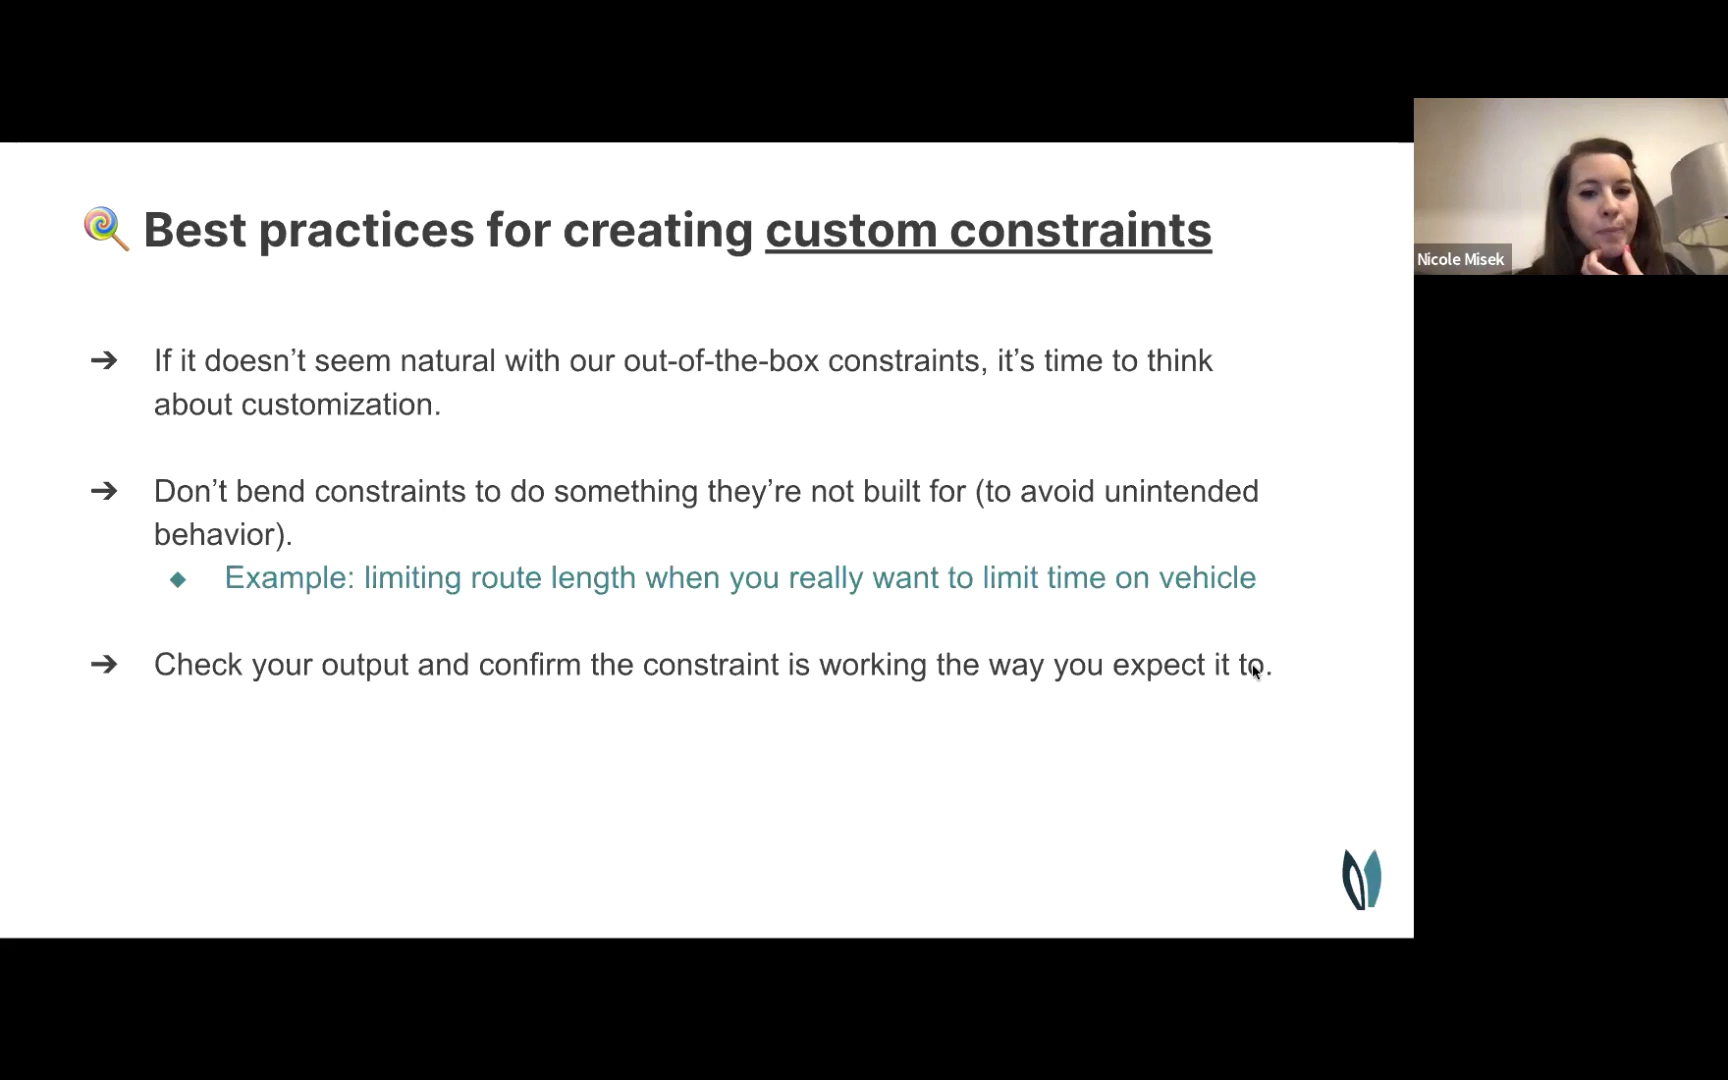 Best practices for creating custom constraints
Nicole Misek
➔ If it doesn’t seem natural with our out-of-the-box constraints, it’s time to think
about customization.
➔ Don’t bend constraints to do something they’re not built for (to avoid unintended
behavior).
◆ Example: limiting route length when you really want to limit time on vehicle
➔ Check your output and confirm the constraint is working the way you expect it to.